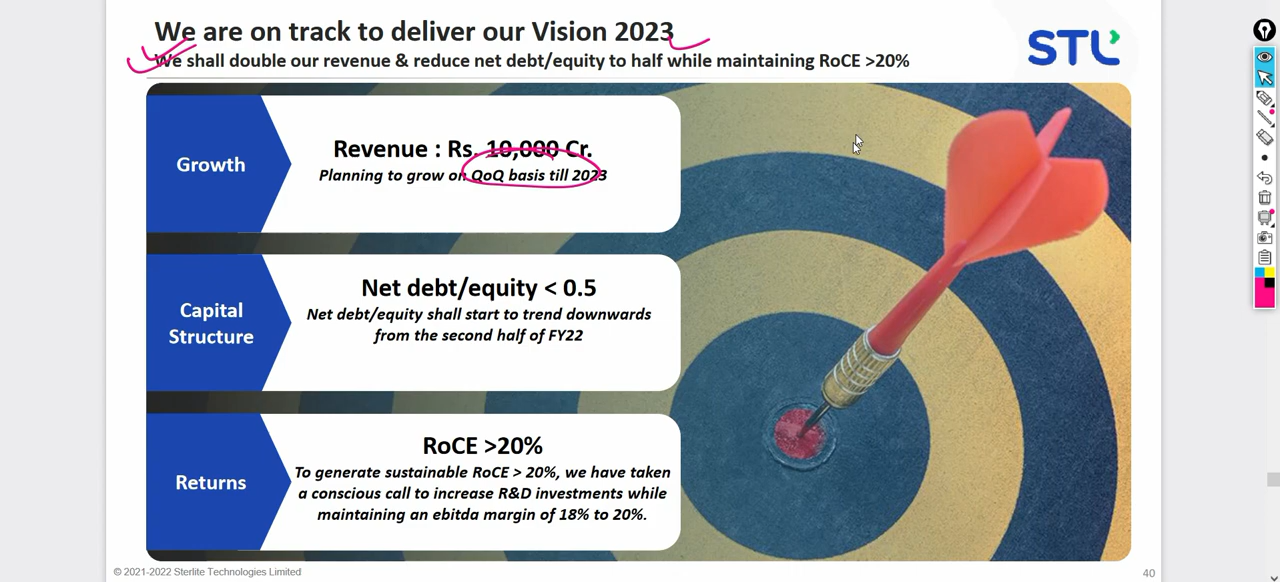 We are on track to deliver our Vision 2023
We shall double our revenue & reduce net debt/equity to half while maintaining RoCE >20%
STL
Growth
Revenue : Rs. 10,000 Cr.
Planning to grow on QoQ basis till 2023
Capital
Structure
Net debt/equity < 0.5
Net debt/equity shall start to trend downwards
from the second half of FY22
Returns
RoCE >20%
To generate sustainable RoCE > 20%, we have taken
a conscious call to increase R&D investments while
maintaining an ebitda margin of 18% to 20%.
© 2021-2022 Sterlite Technologies Limited
40